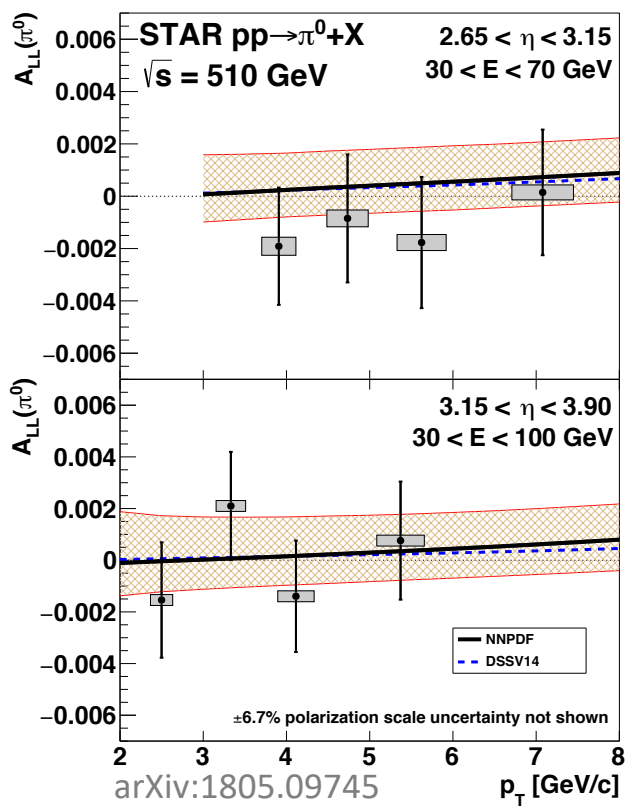 A_LL(π⁰)
0.006
0.004
0.002
0
−0.002
−0.004
−0.006
STAR pp→π⁰+X
√s = 510 GeV
2.65 < η < 3.15
30 < E < 70 GeV
A_LL(π⁰)
0.006
0.004
0.002
0
−0.002
−0.004
−0.006
3.15 < η < 3.90
30 < E < 100 GeV
NNPDF
DSSV14
±6.7% polarization scale uncertainty not shown
2 3 4 5 6 7 8
arXiv:1805.09745
p_T [GeV/c]